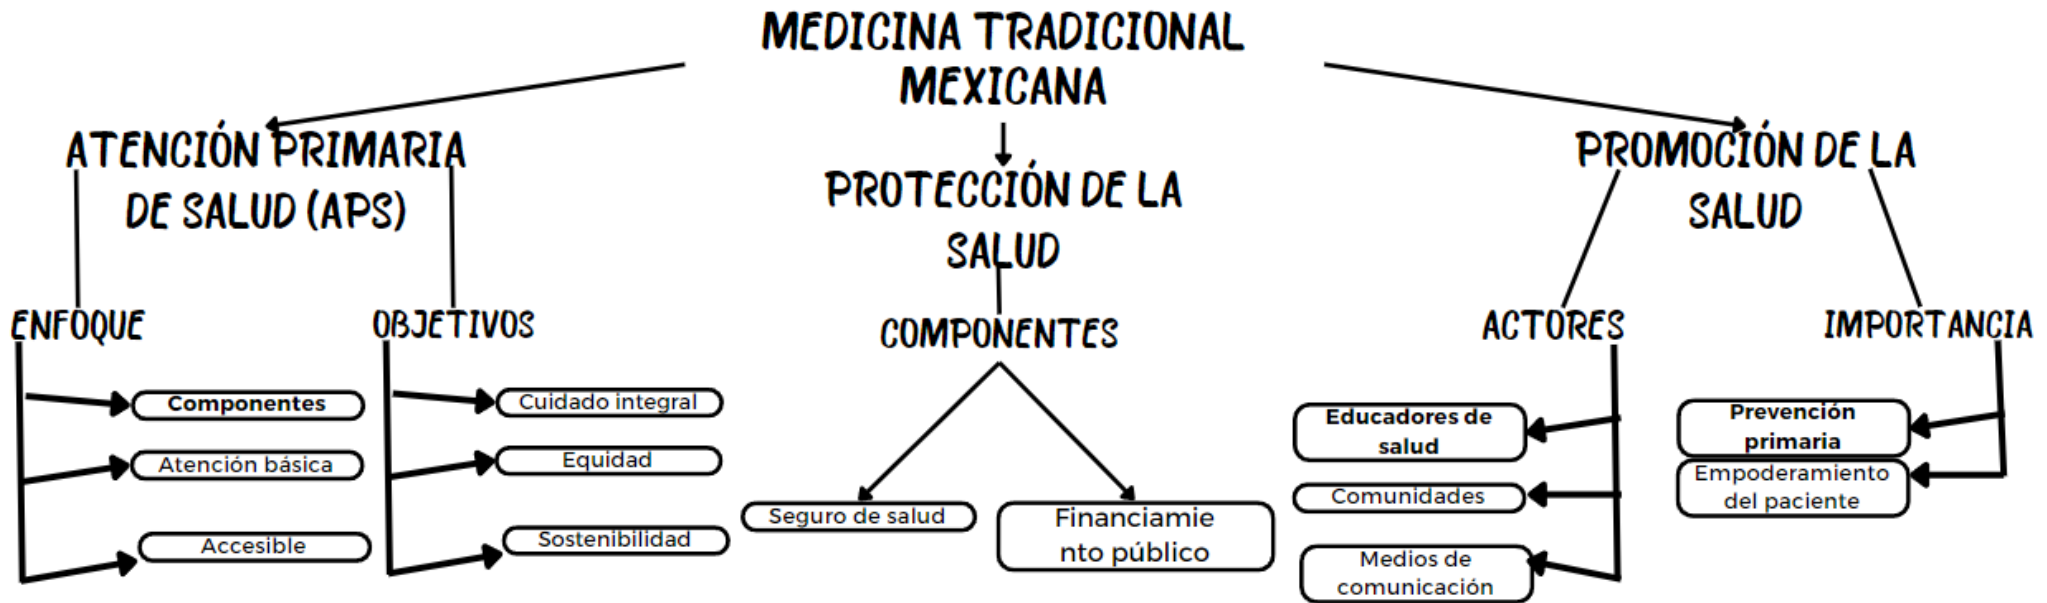 MEDICINA TRADICIONAL
MEXICANA
ATENCIÓN PRIMARIA
DE SALUD (APS)
ENFOQUE
Componentes
Atención básica
Accesible
OBJETIVOS
Cuidado integral
Equidad
Sostenibilidad
PROTECCIÓN DE LA
SALUD
COMPONENTES
Seguro de salud
Financiamie
nto público
PROMOCIÓN DE LA
SALUD
ACTORES
Educadores de
salud
Comunidades
Medios de
comunicación
IMPORTANCIA
Prevención
primaria
Empoderamiento
del paciente